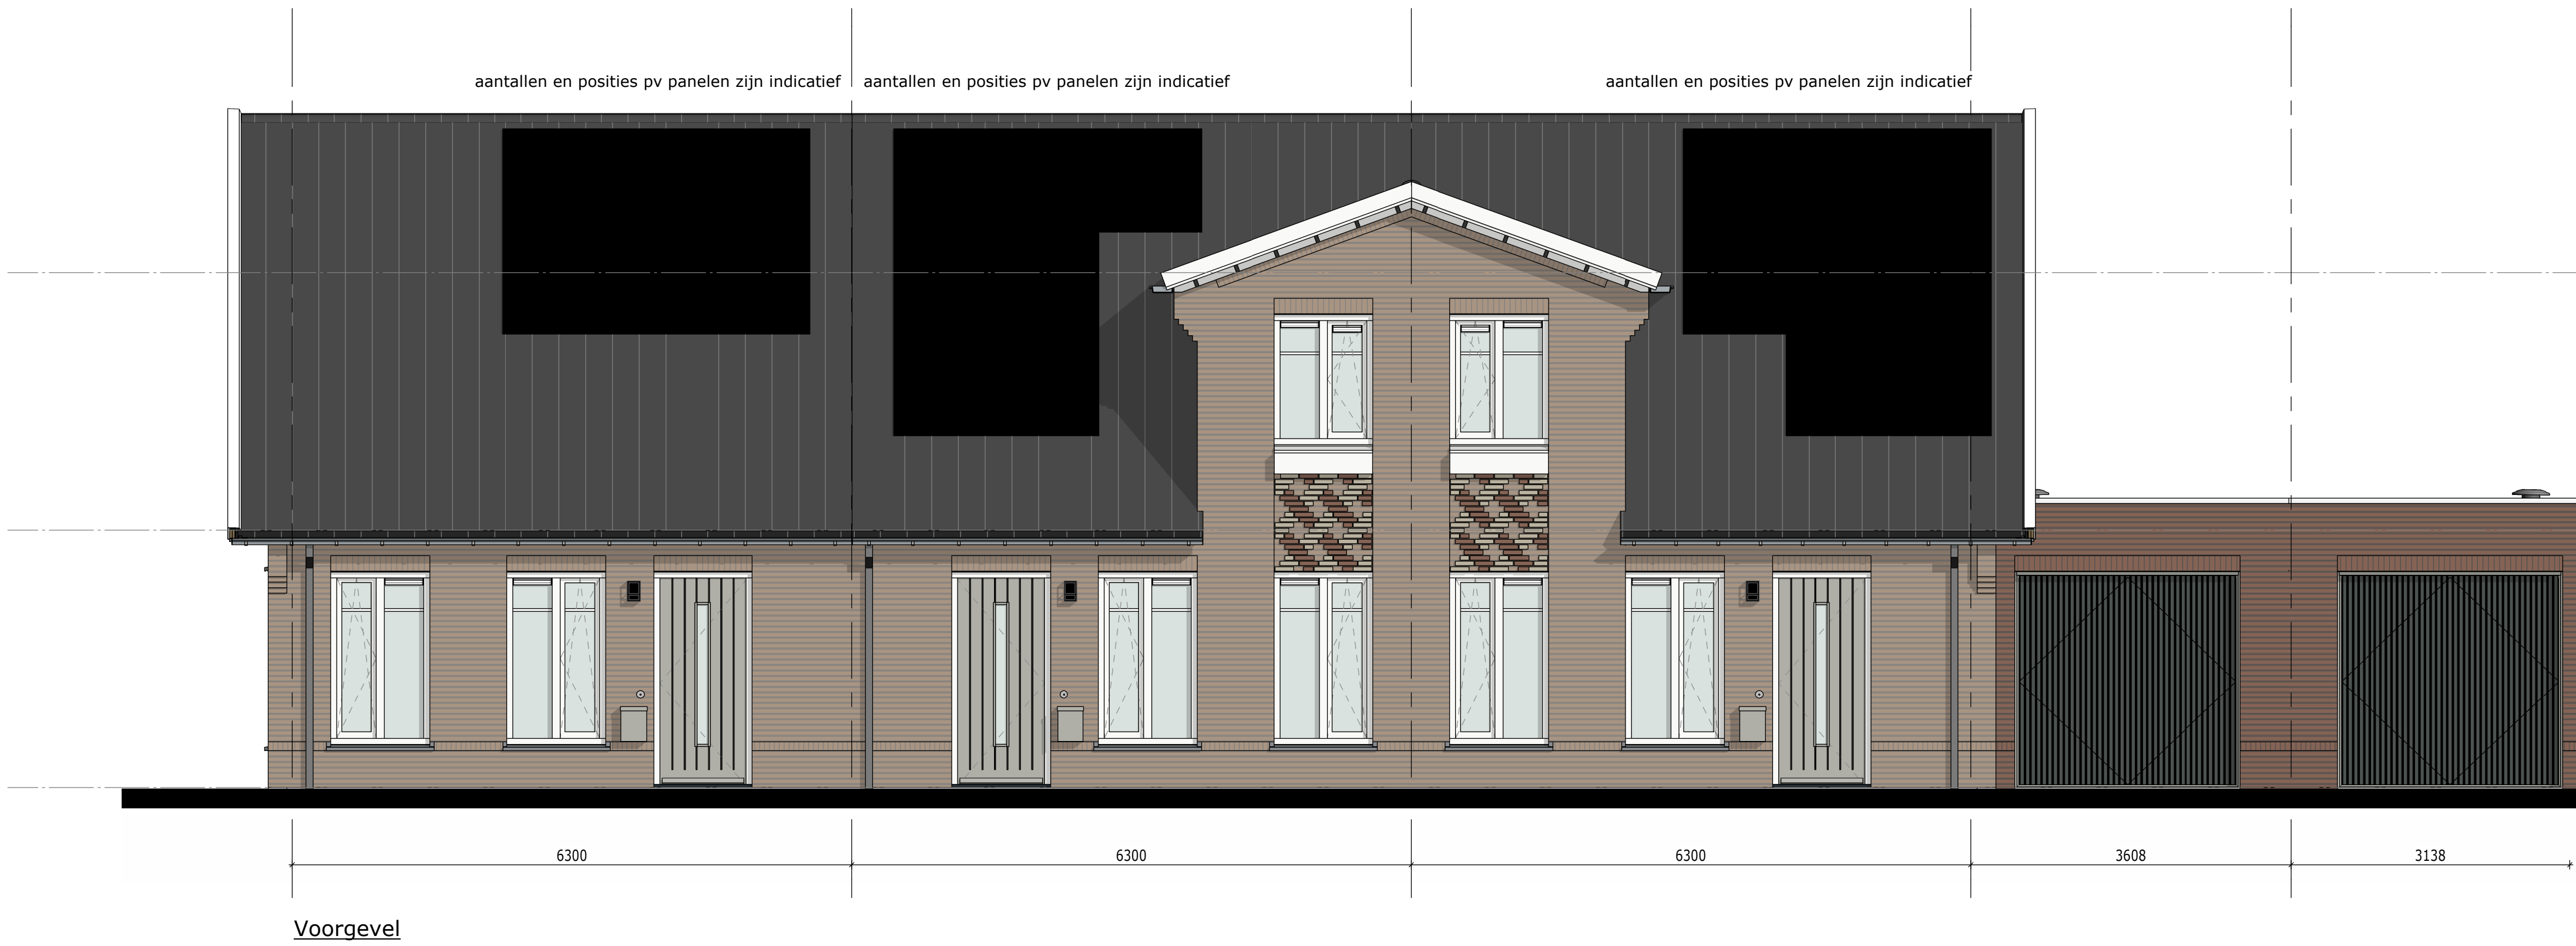 aantallen en posities pv panelen zijn indicatief
aantallen en posities pv panelen zijn indicatief
aantallen en posities pv panelen zijn indicatief
6300
6300
6300
3608
3138
Voorgevel